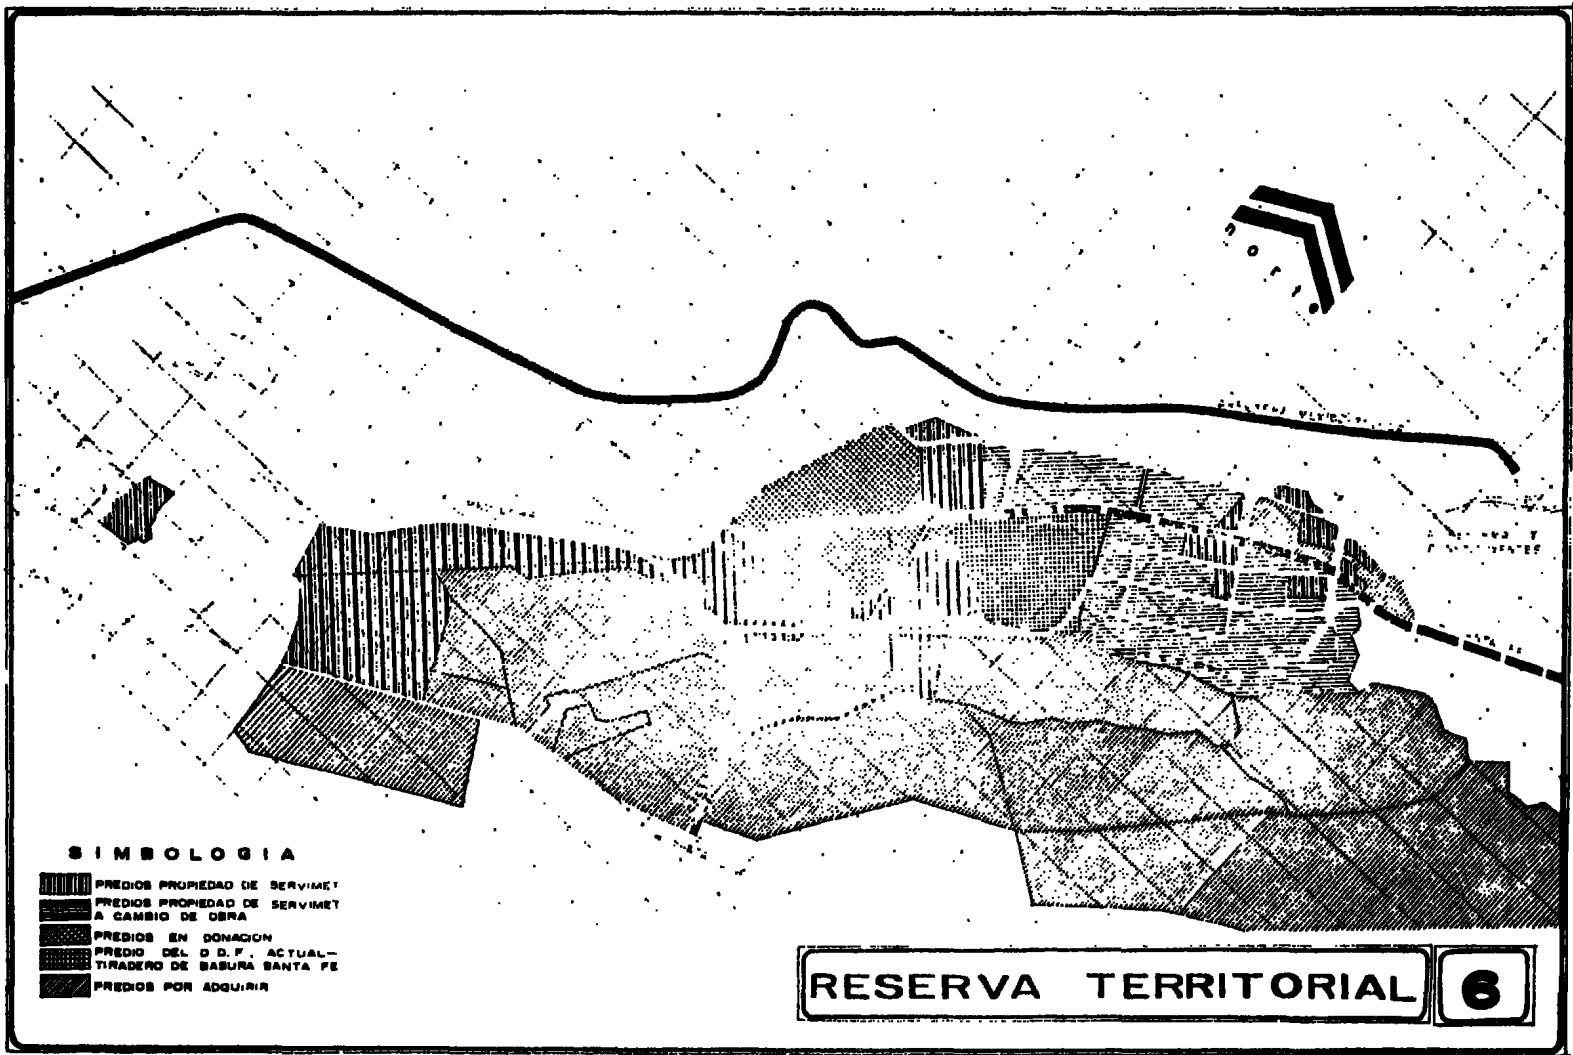 norte
SIMBOLOGIA
PREDIOS PROPIEDAD DE SERVIMET
PREDIOS PROPIEDAD DE SERVIMET
A CAMBIO DE OBRA
PREDIOS EN DONACION
PREDIO DEL D.D.F. ACTUAL-
TIRADERO DE BASURA SANTA FE
PREDIOS POR ADQUIRIR
RESERVA TERRITORIAL
6